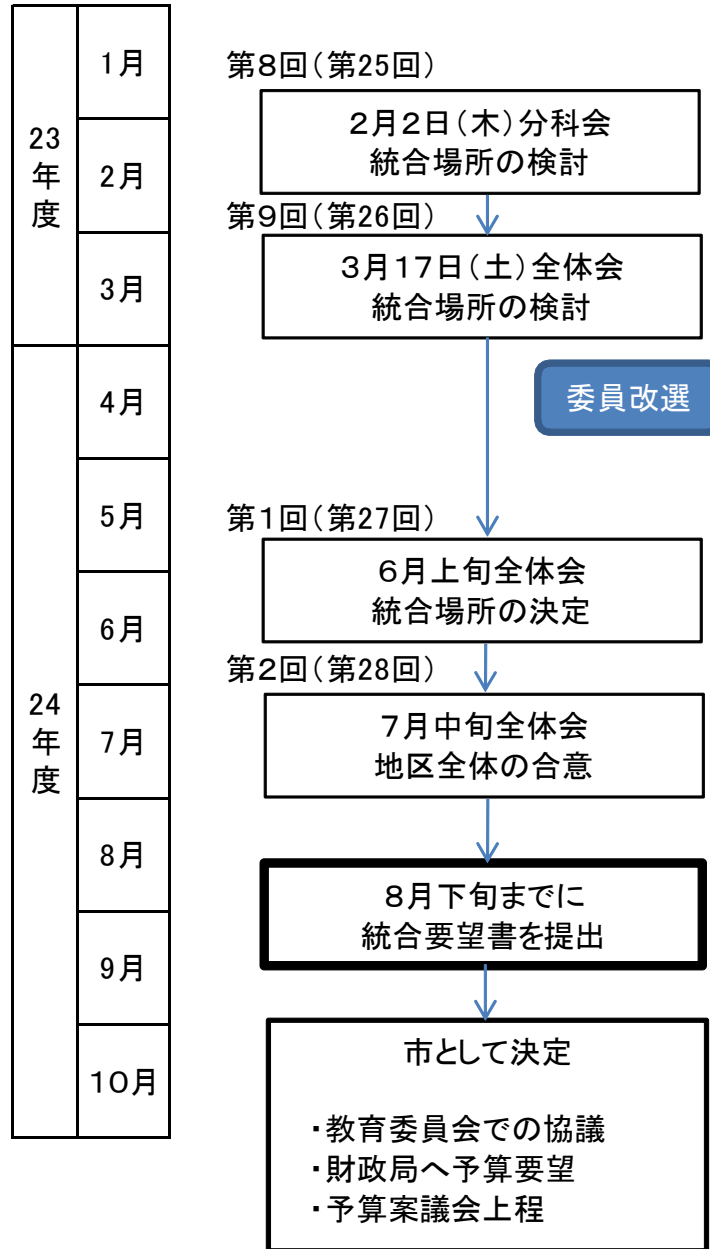 23
年
度
1月
2月
3月
24
年
度
4月
5月
6月
7月
8月
9月
10月
第8回(第25回)
2月2日(木)分科会
統合場所の検討
第9回(第26回)
3月17日(土)全体会
統合場所の検討
委員改選
第1回(第27回)
6月上旬全体会
統合場所の決定
第2回(第28回)
7月中旬全体会
地区全体の合意
8月下旬までに
統合要望書を提出
市として決定
・教育委員会での協議
・財政局へ予算要望
・予算案議会上程